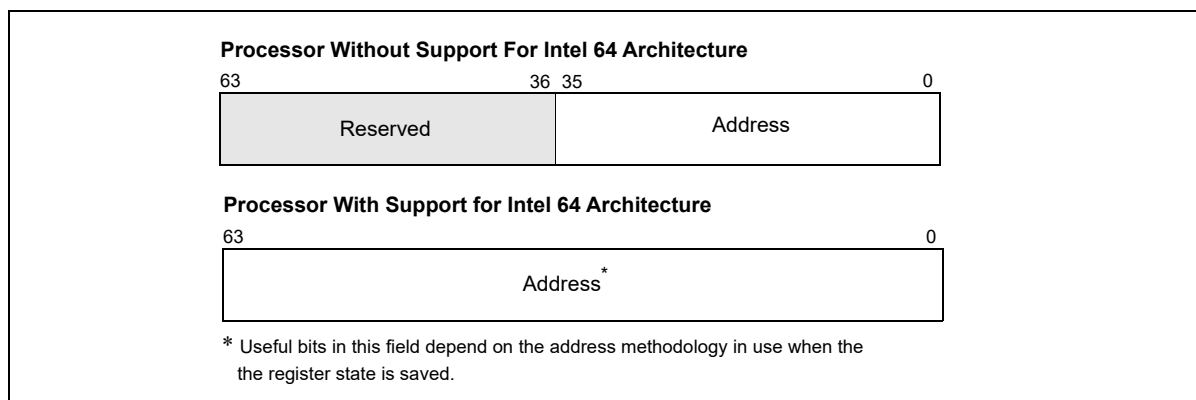 Processor Without Support For Intel 64 Architecture
63 36 35 0
Reserved Address
Processor With Support for Intel 64 Architecture
63 0
Address*
* Useful bits in this field depend on the address methodology in use when the
the register state is saved.